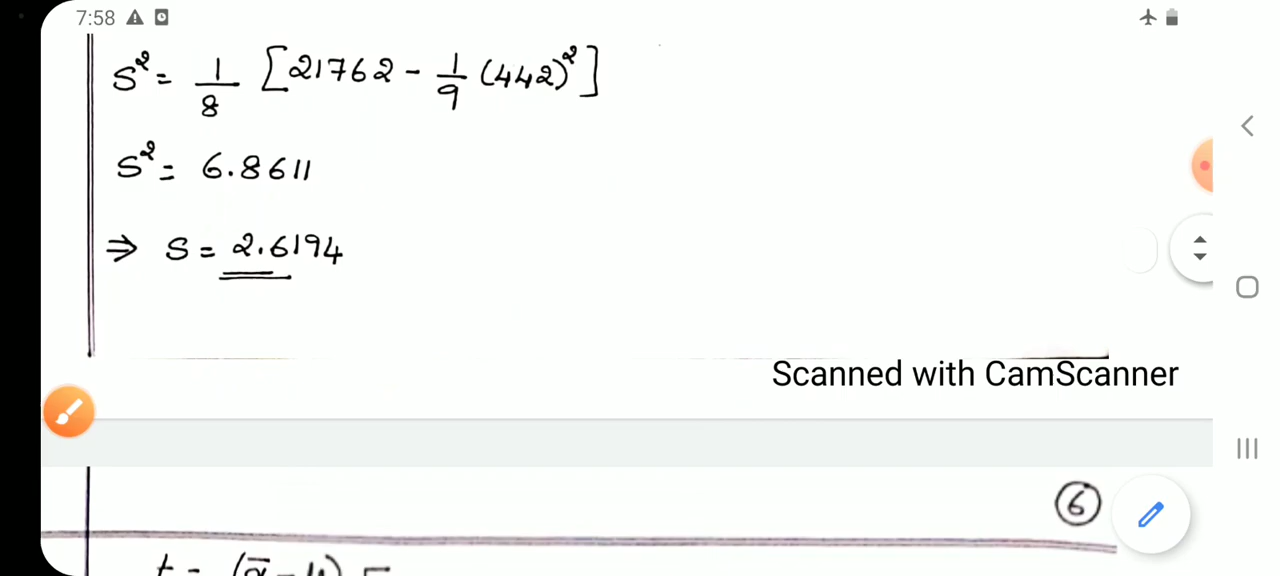 7:58
S² = 1/8 [21762 - 1/9 (442)²]
S² = 6.8611
⇒ S = 2.6194
Scanned with CamScanner
6